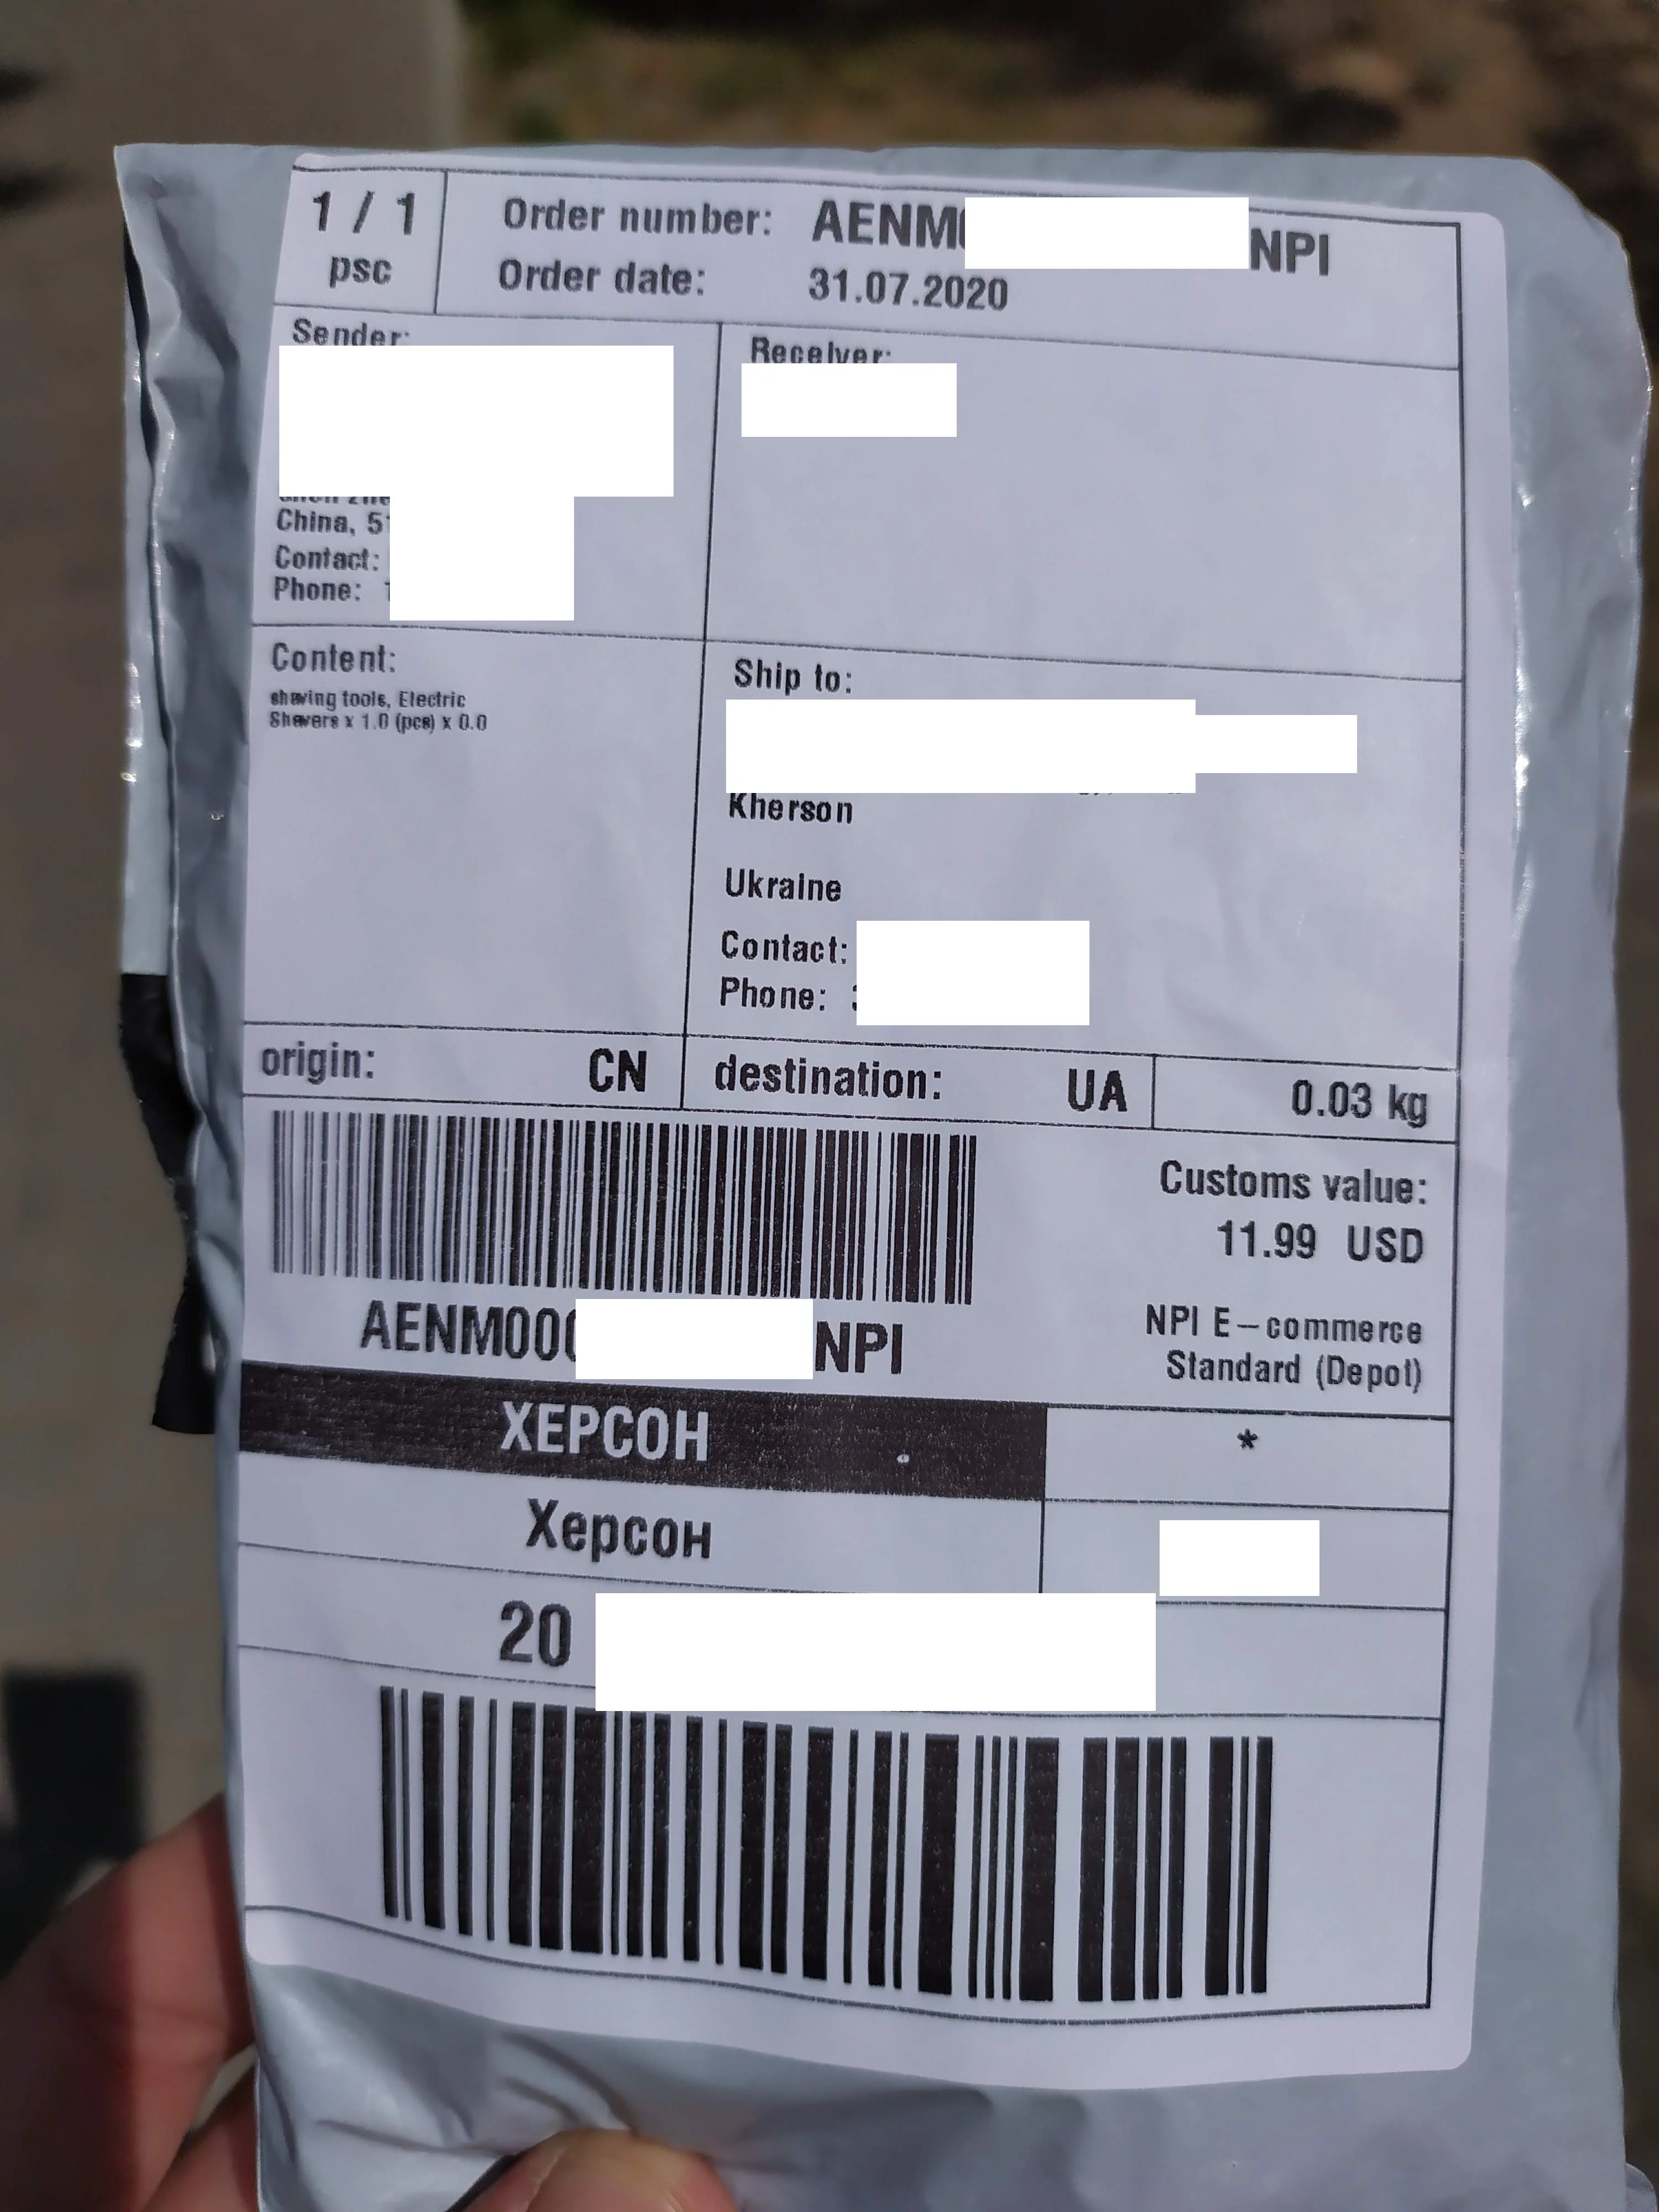 1 / 1
psc
Order number: AENM NPI
Order date: 31.07.2020
Sender:
China, 5
Contact:
Phone:
Receiver:
Content:
shaving tools, Electric
Shavers x 1.0 (pcs) x 0.0
Ship to:
Kherson
Ukraine
Contact:
Phone:
origin: CN
destination: UA
0.03 kg
Customs value:
11.99 USD
AENM00 NPI
NPI E-commerce
Standard (Depot)
ХЕРСОН
*
Херсон
20